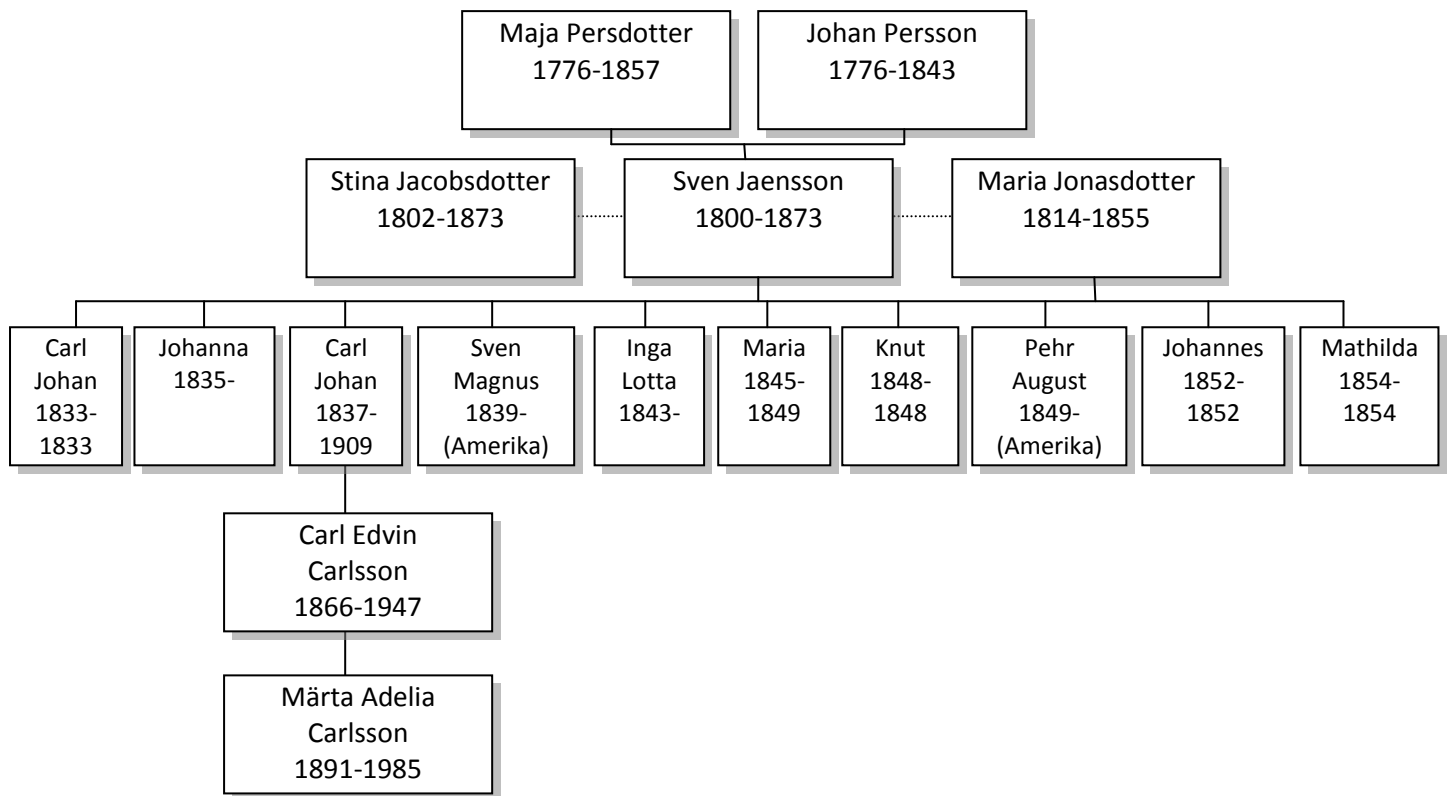 Maja Persdotter
1776-1857
Johan Persson
1776-1843
Stina Jacobsdotter
1802-1873
Sven Jaensson
1800-1873
Maria Jonasdotter
1814-1855
Carl
Johan
1833-
1833
Johanna
1835-
Carl
Johan
1837-
1909
Sven
Magnus
1839-
(Amerika)
Inga
Lotta
1843-
Maria
1845-
1849
Knut
1848-
1848
Pehr
August
1849-
(Amerika)
Johannes
1852-
1852
Mathilda
1854-
1854
Carl Edvin
Carlsson
1866-1947
Märta Adelia
Carlsson
1891-1985